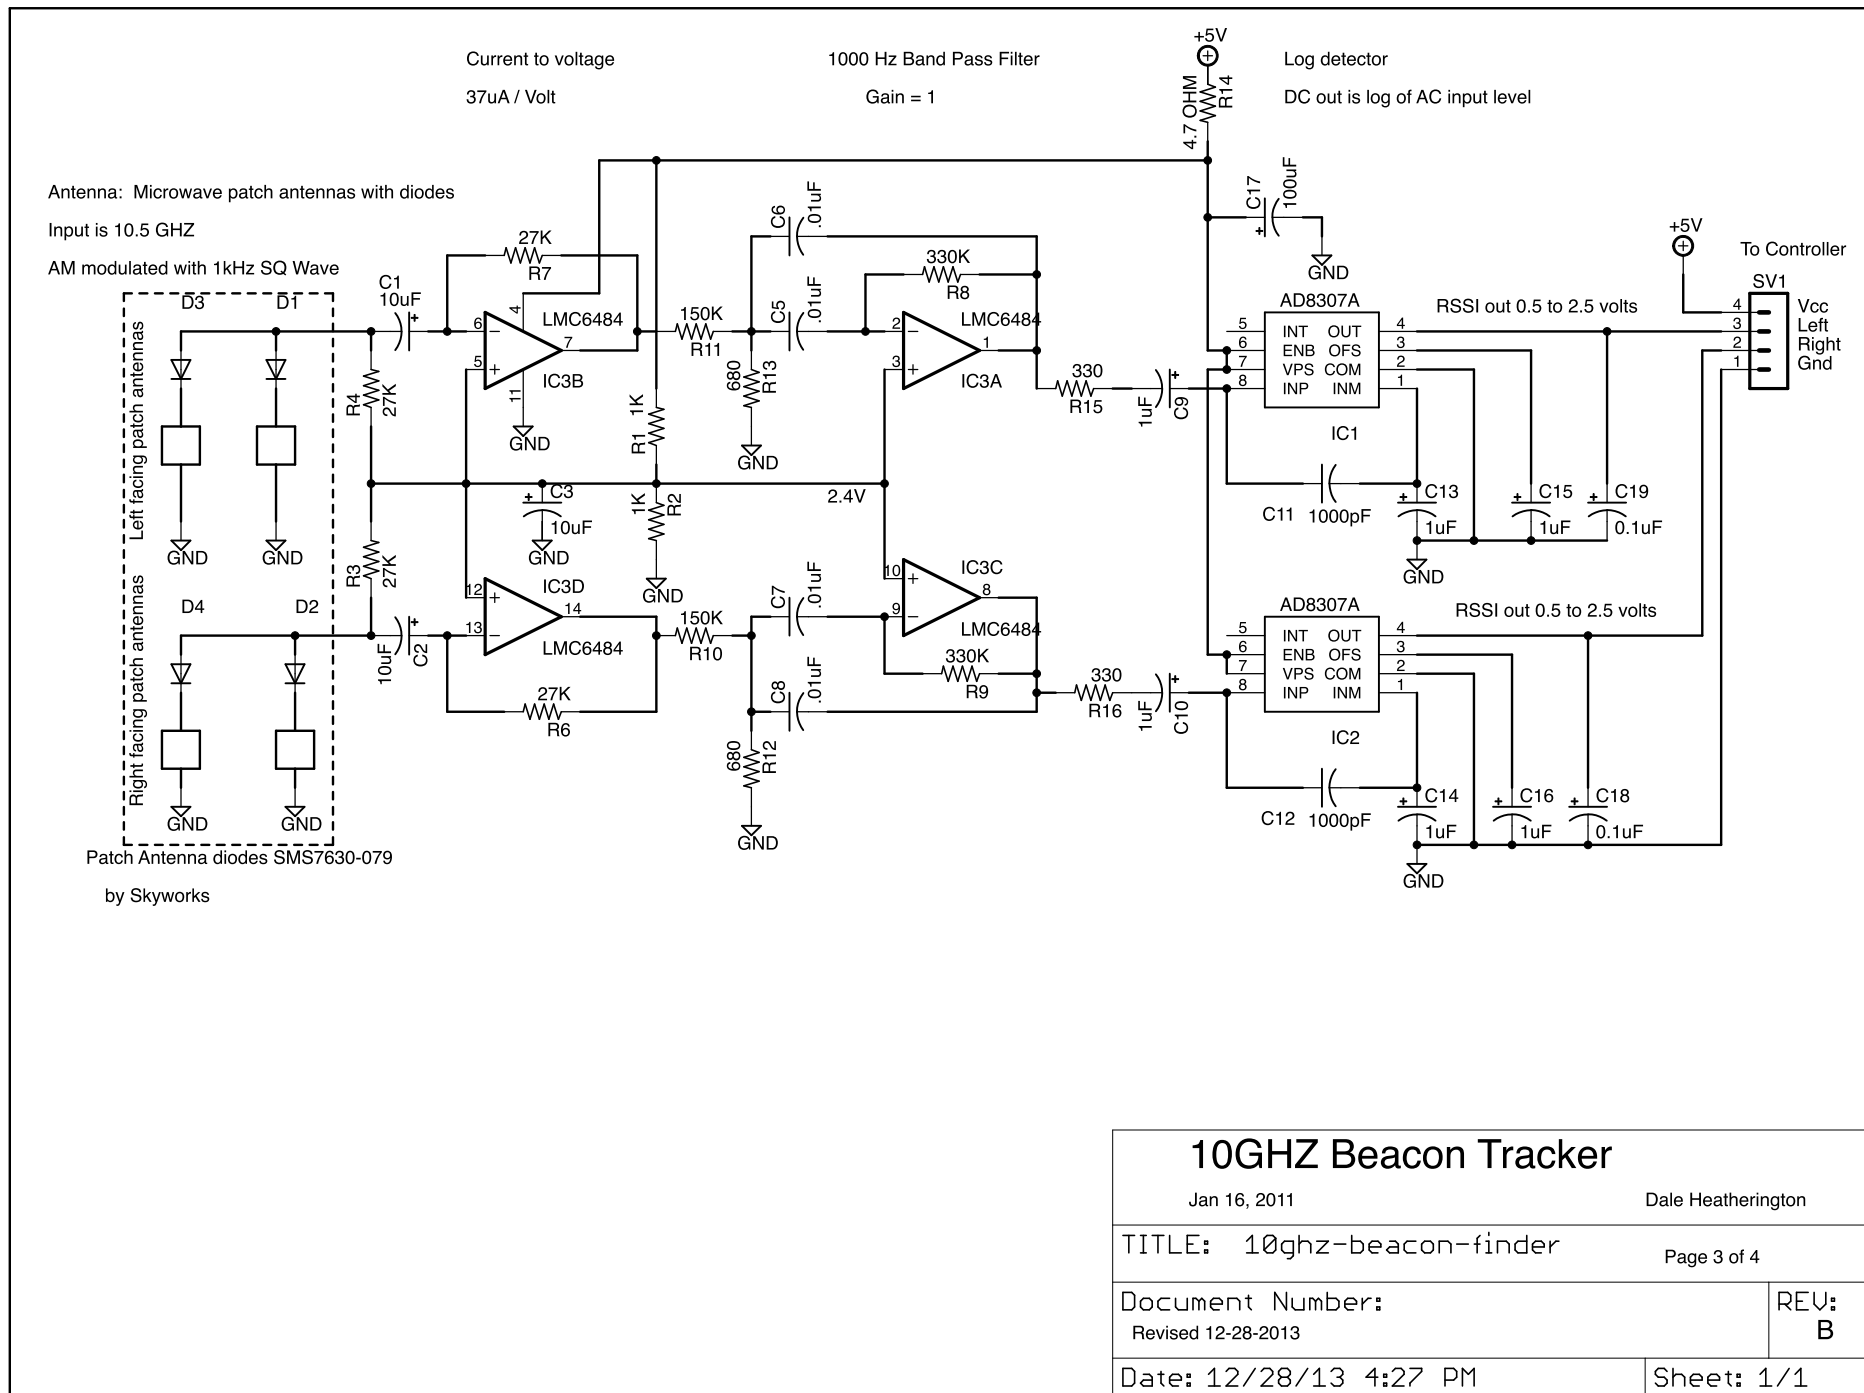 Current to voltage
37uA / Volt
1000 Hz Band Pass Filter
Gain = 1
+5V
4.7 OHM
R14
Log detector
DC out is log of AC input level
Antenna: Microwave patch antennas with diodes
Input is 10.5 GHZ
AM modulated with 1kHz SQ Wave
C17
100uF
GND
+5V
To Controller
SV1
4 Vcc
3 Left
2 Right
1 Gnd
D3
D1
Left facing patch antennas
GND
GND
C1
10uF
+
R4
27K
27K
R7
4
6 −
5 +
7
11
LMC6484
IC3B
GND
150K
R11
C6
.01uF
C5
.01uF
680
R13
GND
330K
R8
2 −
3 +
1
LMC6484
IC3A
330
R15
1uF
+
C9
AD8307A
5 INT OUT 4
6 ENB OFS 3
7 VPS COM 2
8 INP INM 1
IC1
RSSI out 0.5 to 2.5 volts
C11 1000pF
+ C13
1uF
+ C15
1uF
+ C19
0.1uF
GND
R1
1K
1K
R2
GND
+ C3
10uF
GND
2.4V
R3
27K
Right facing patch antennas
D4
D2
GND
GND
10uF
+
C2
12 +
13 −
14
IC3D
LMC6484
27K
R6
150K
R10
C7
.01uF
C8
.01uF
680
R12
GND
10 +
9 −
8
IC3C
LMC6484
330K
R9
330
R16
1uF
+
C10
AD8307A
5 INT OUT 4
6 ENB OFS 3
7 VPS COM 2
8 INP INM 1
IC2
RSSI out 0.5 to 2.5 volts
C12 1000pF
+ C14
1uF
+ C16
1uF
+ C18
0.1uF
GND
Patch Antenna diodes SMS7630-079
by Skyworks
10GHZ Beacon Tracker
Jan 16, 2011
Dale Heatherington
TITLE: 10ghz-beacon-finder
Page 3 of 4
Document Number:
Revised 12-28-2013
REV:
B
Date: 12/28/13 4:27 PM
Sheet: 1/1